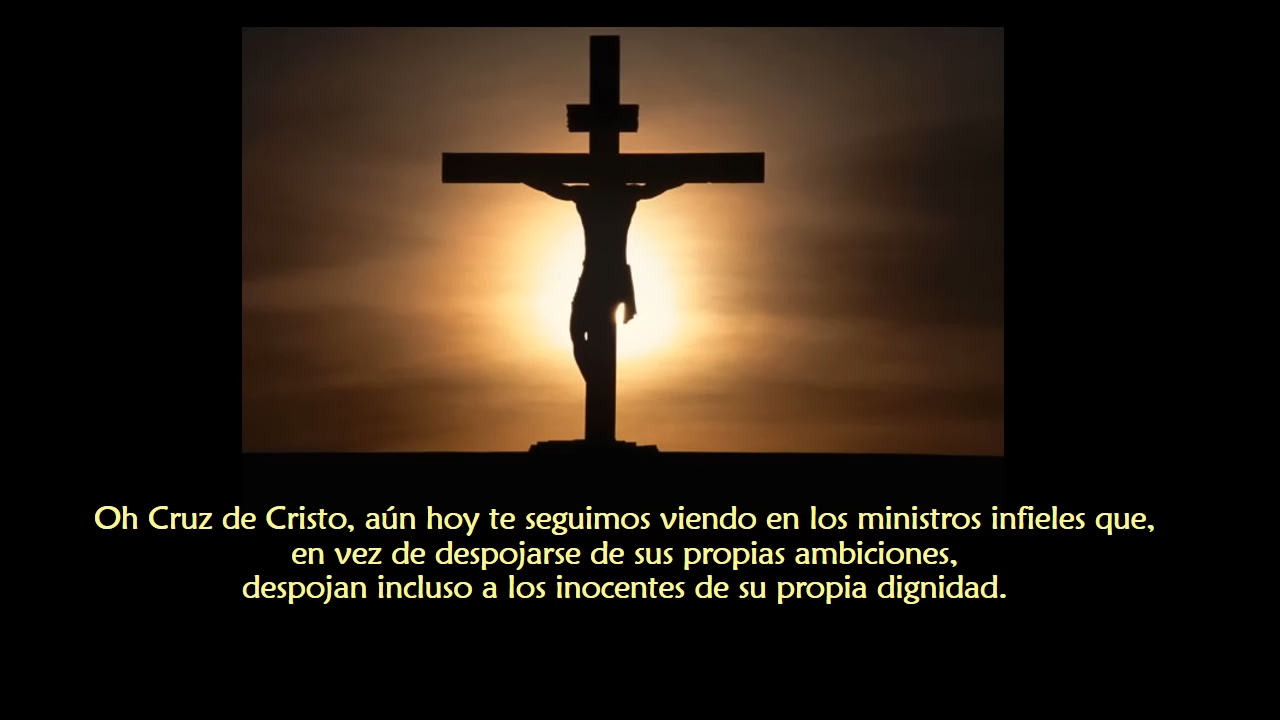 Oh Cruz de Cristo, aún hoy te seguimos viendo en los ministros infieles que,
en vez de despojarse de sus propias ambiciones,
despojan incluso a los inocentes de su propia dignidad.